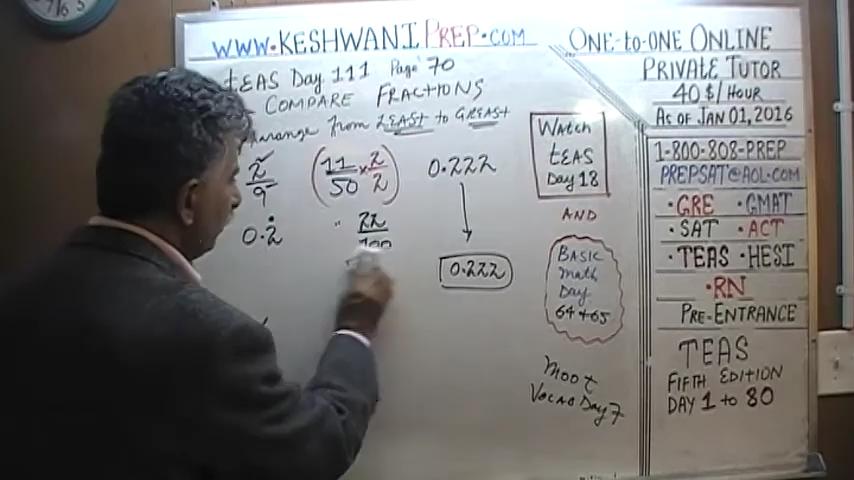 WWW.KESHWANIPREP.COM
TEAS Day 111 Page 70
COMPARE FRACTIONS
range from LEAST to GREAST
2/9
(11/50 x 2/2)
0.222
0.2̇
" 22/100
0.222
WATCH
TEAS
Day 18
AND
BASIC
Math
Day
64+65
MOOT
VOCAB Day 7
ONE-TO-ONE ONLINE
PRIVATE TUTOR
40 $/HOUR
AS OF JAN 01, 2016
1-800-808-PREP
PREPSAT@AOL.COM
•GRE •GMAT
•SAT •ACT
•TEAS •HESI
•RN
PRE-ENTRANCE
TEAS
FIFTH EDITION
DAY 1 to 80